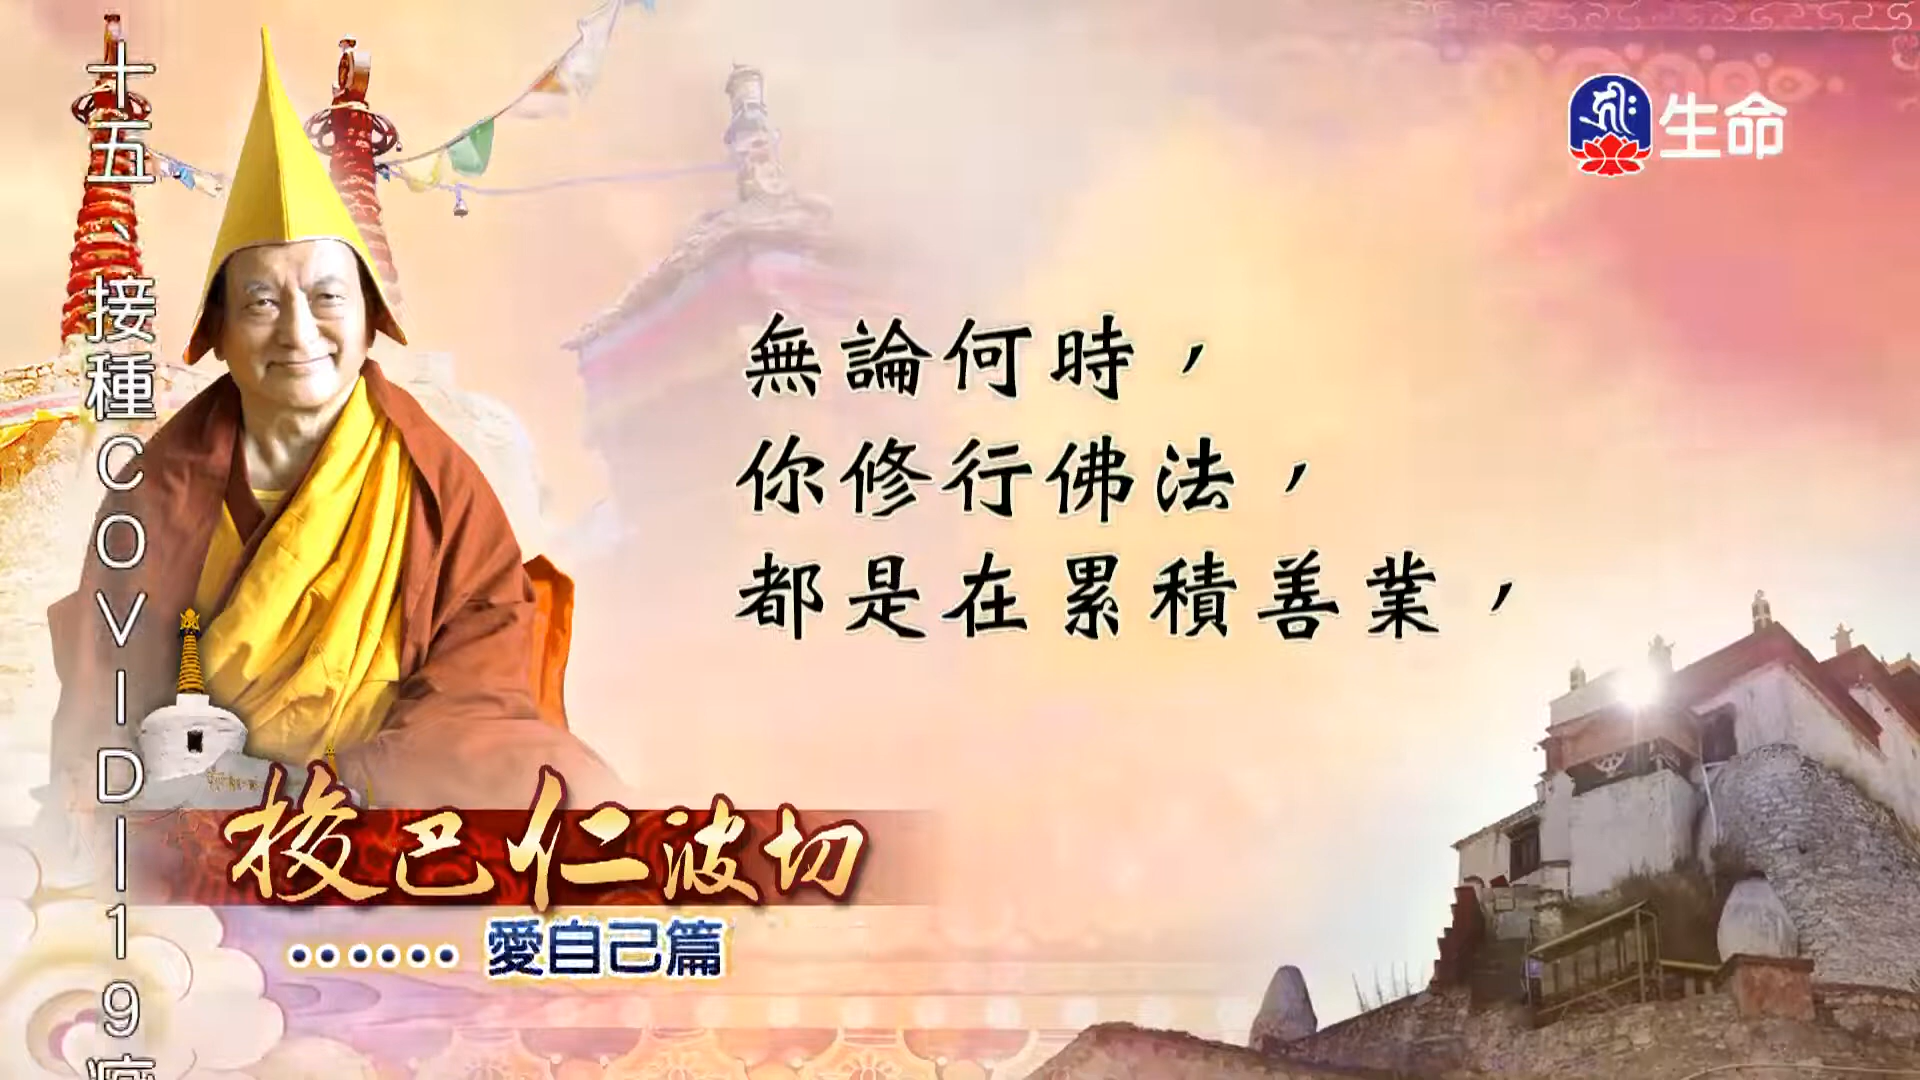 十五、接種COVID-19疫
生命
無論何時，
你修行佛法，
都是在累積善業，
梭巴仁波切
…… 愛自己篇